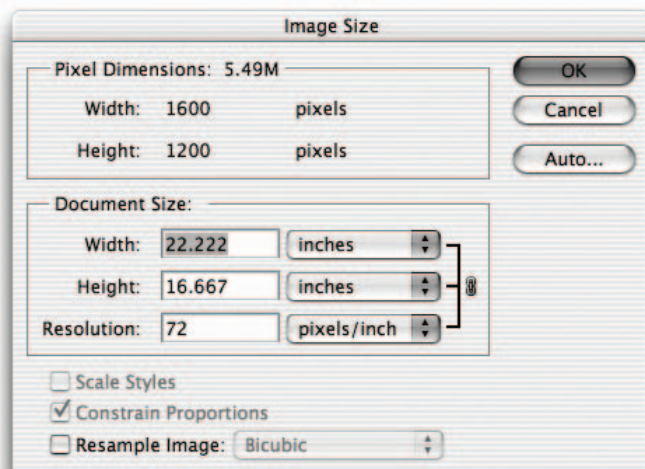 Image Size
Pixel Dimensions: 5.49M
OK
Width: 1600 pixels
Cancel
Height: 1200 pixels
Auto...
Document Size:
Width: 22.222 inches
Height: 16.667 inches
Resolution: 72 pixels/inch
Scale Styles
Constrain Proportions
Resample Image: Bicubic